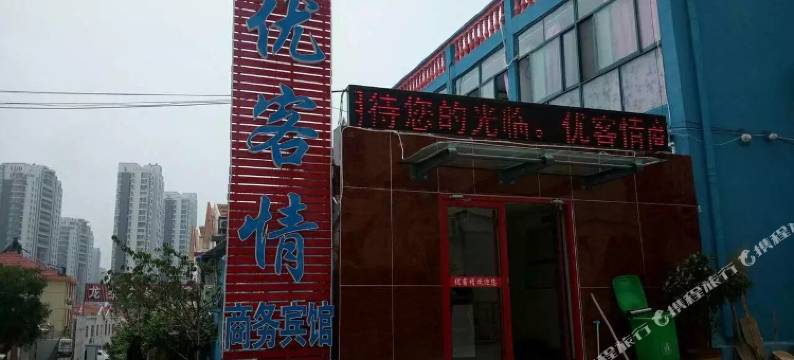 优
客
情
商务宾馆
待您的光临。优客情
优客情欢迎您
龙
携程旅行
携程旅行